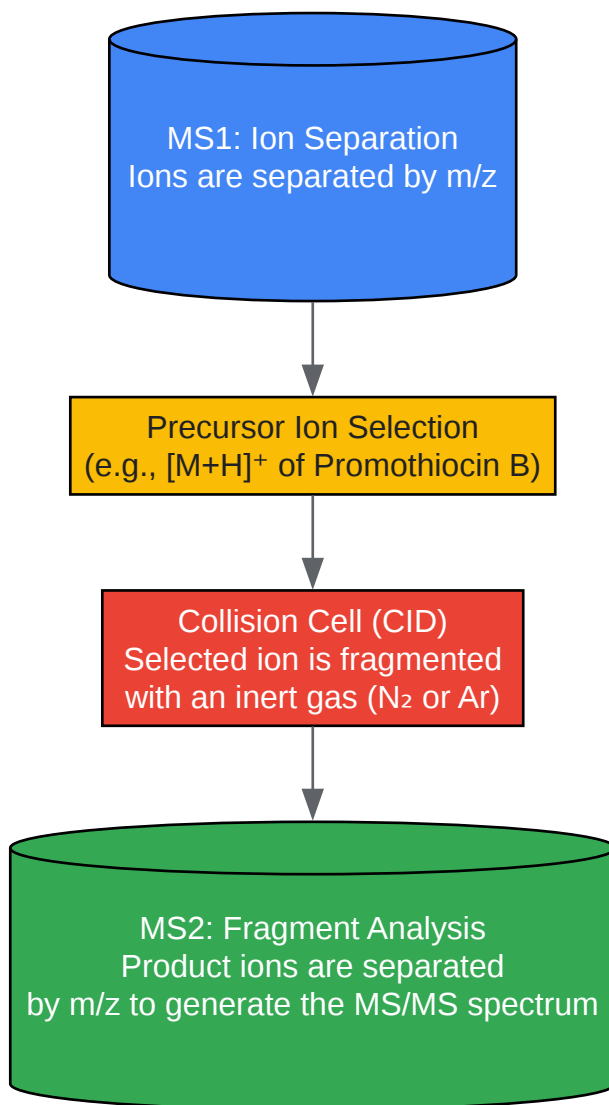 MS1: Ion Separation
Ions are separated by m/z
Precursor Ion Selection
(e.g., [M+H]⁺ of Promothiocin B)
Collision Cell (CID)
Selected ion is fragmented
with an inert gas (N₂ or Ar)
MS2: Fragment Analysis
Product ions are separated
by m/z to generate the MS/MS spectrum